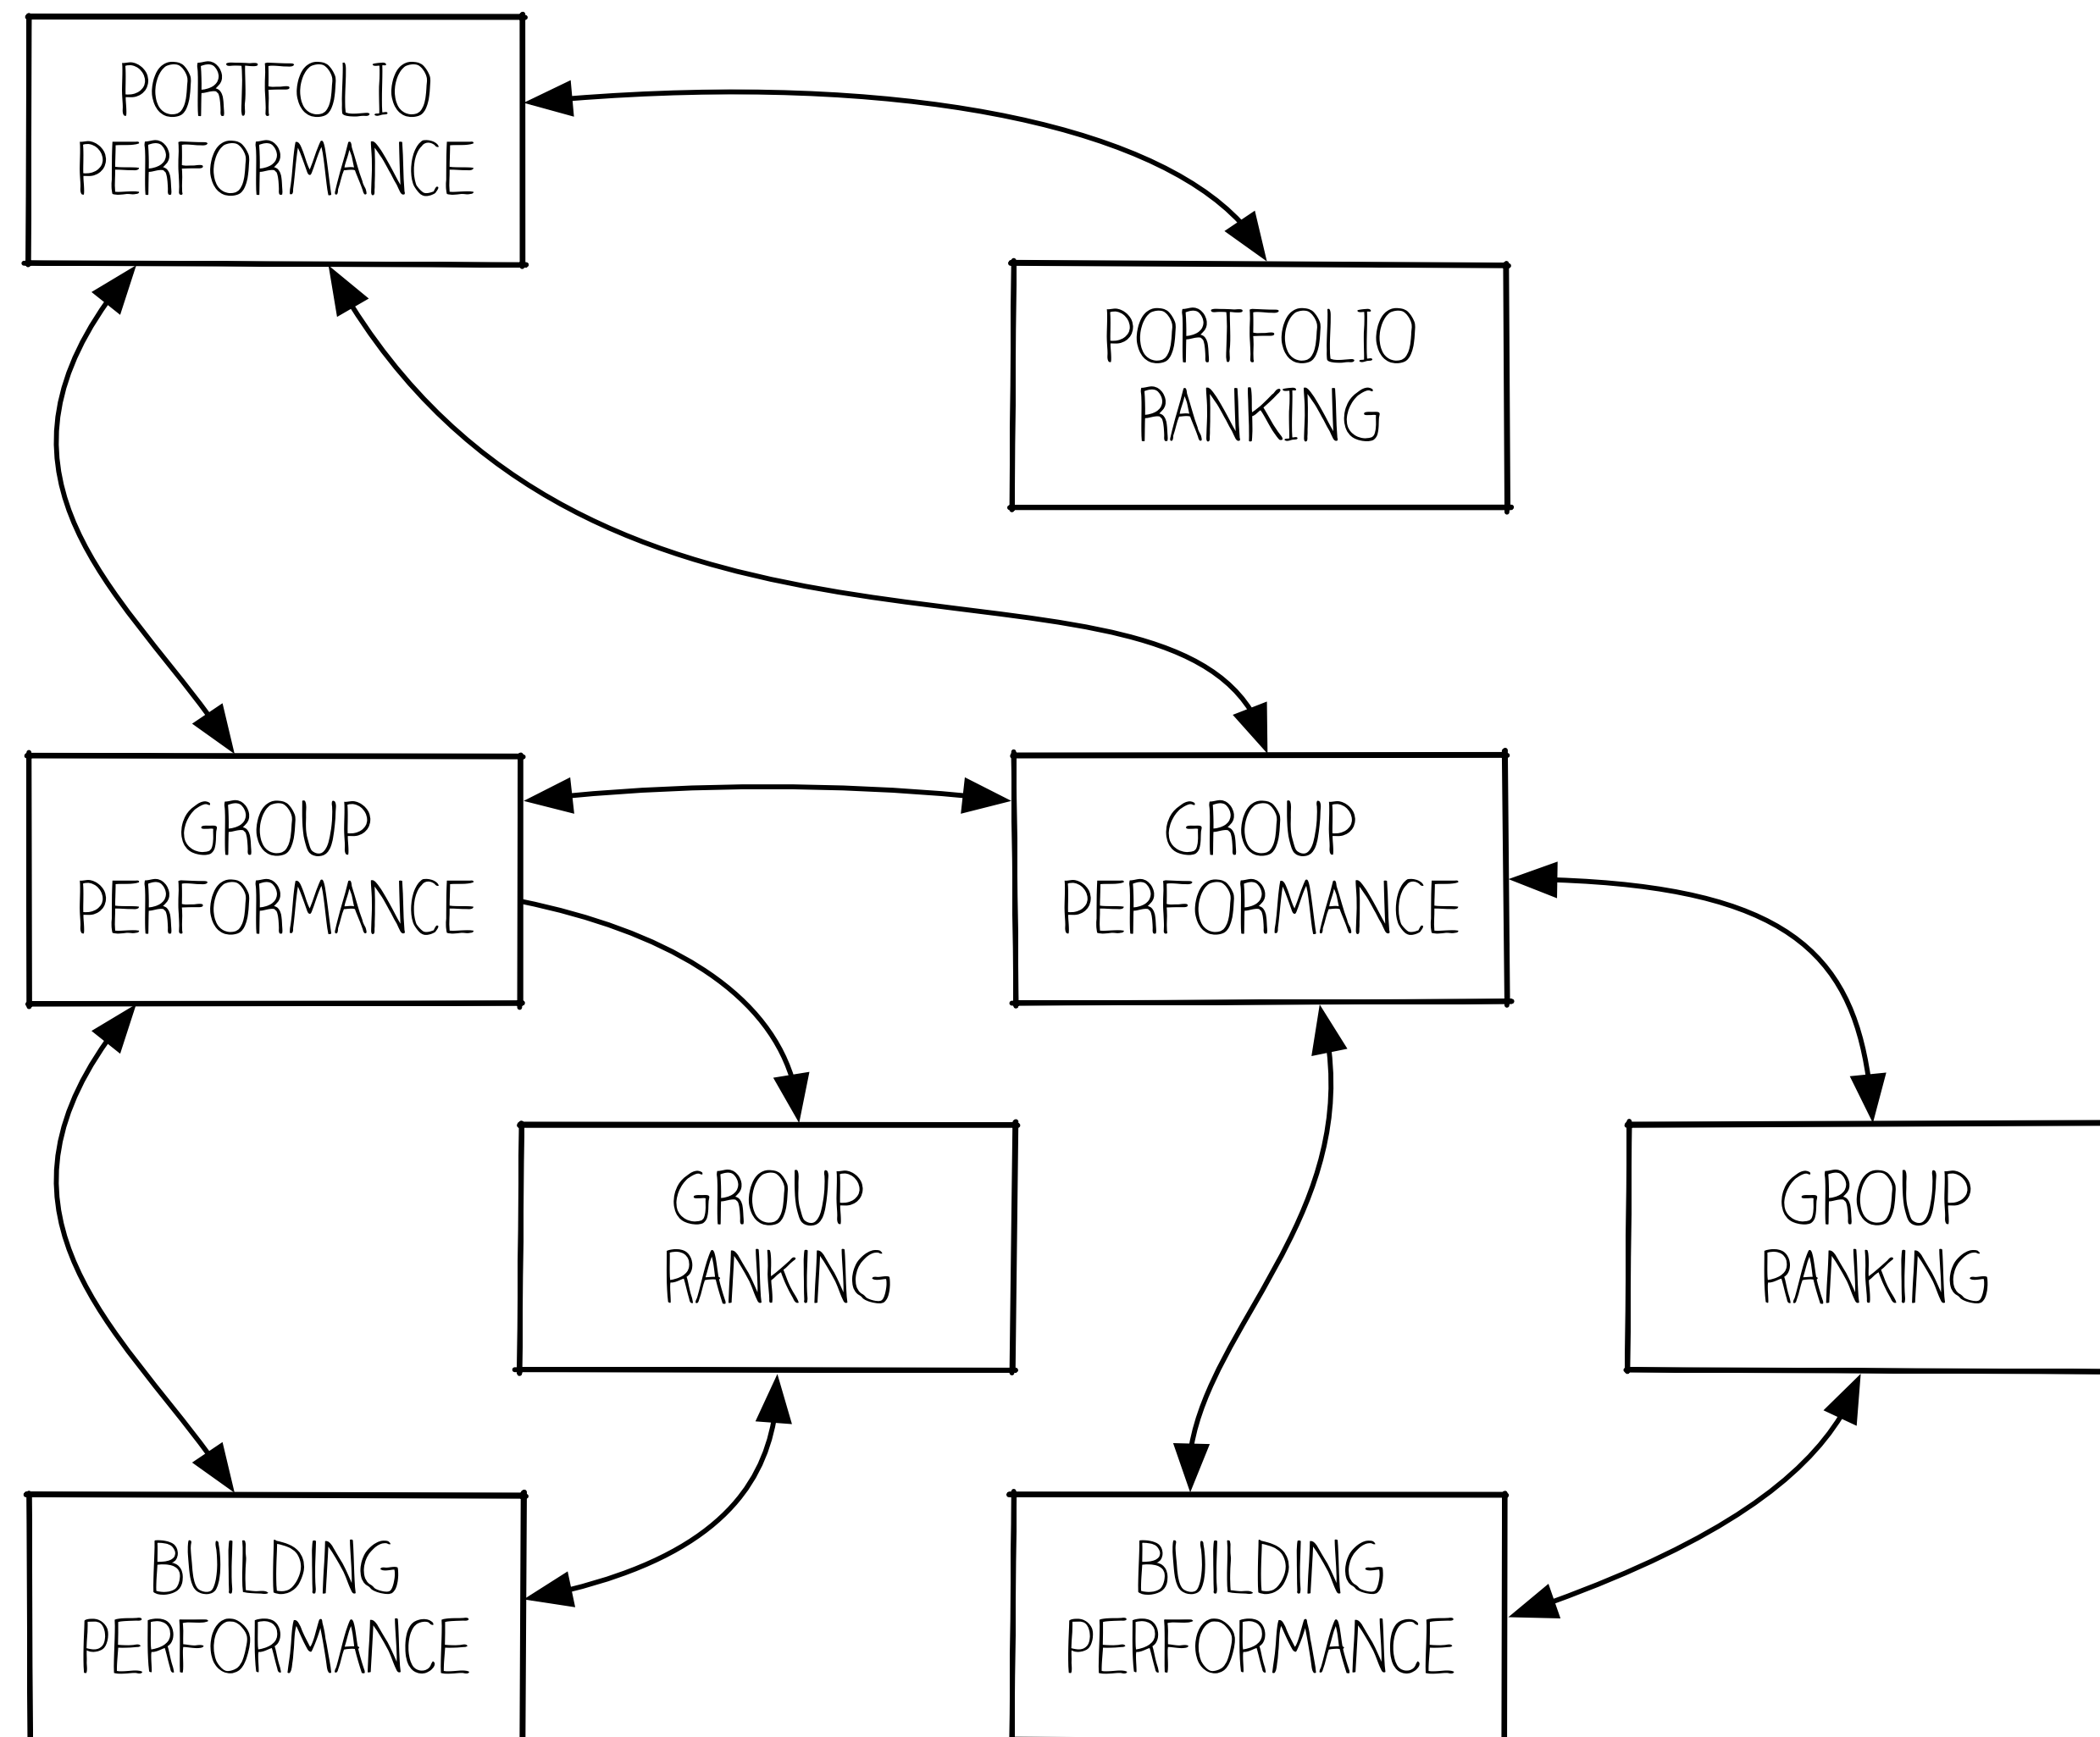 PORTFOLIO
PERFORMANCE
PORTFOLIO
RANKING
GROUP
PERFORMANCE
GROUP
PERFORMANCE
GROUP
RANKING
GROUP
RANKING
BUILDING
PERFORMANCE
BUILDING
PERFORMANCE